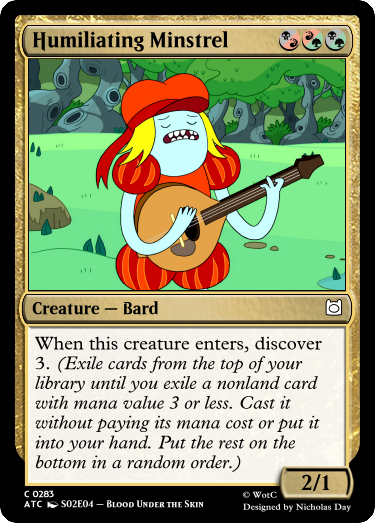 Humiliating Minstrel
Creature — Bard
When this creature enters, discover
3. (Exile cards from the top of your
library until you exile a nonland card
with mana value 3 or less. Cast it
without paying its mana cost or put it
into your hand. Put the rest on the
bottom in a random order.)
2/1
C 0283
ATC S02E04 – Blood Under the Skin
© WotC
Designed by Nicholas Day